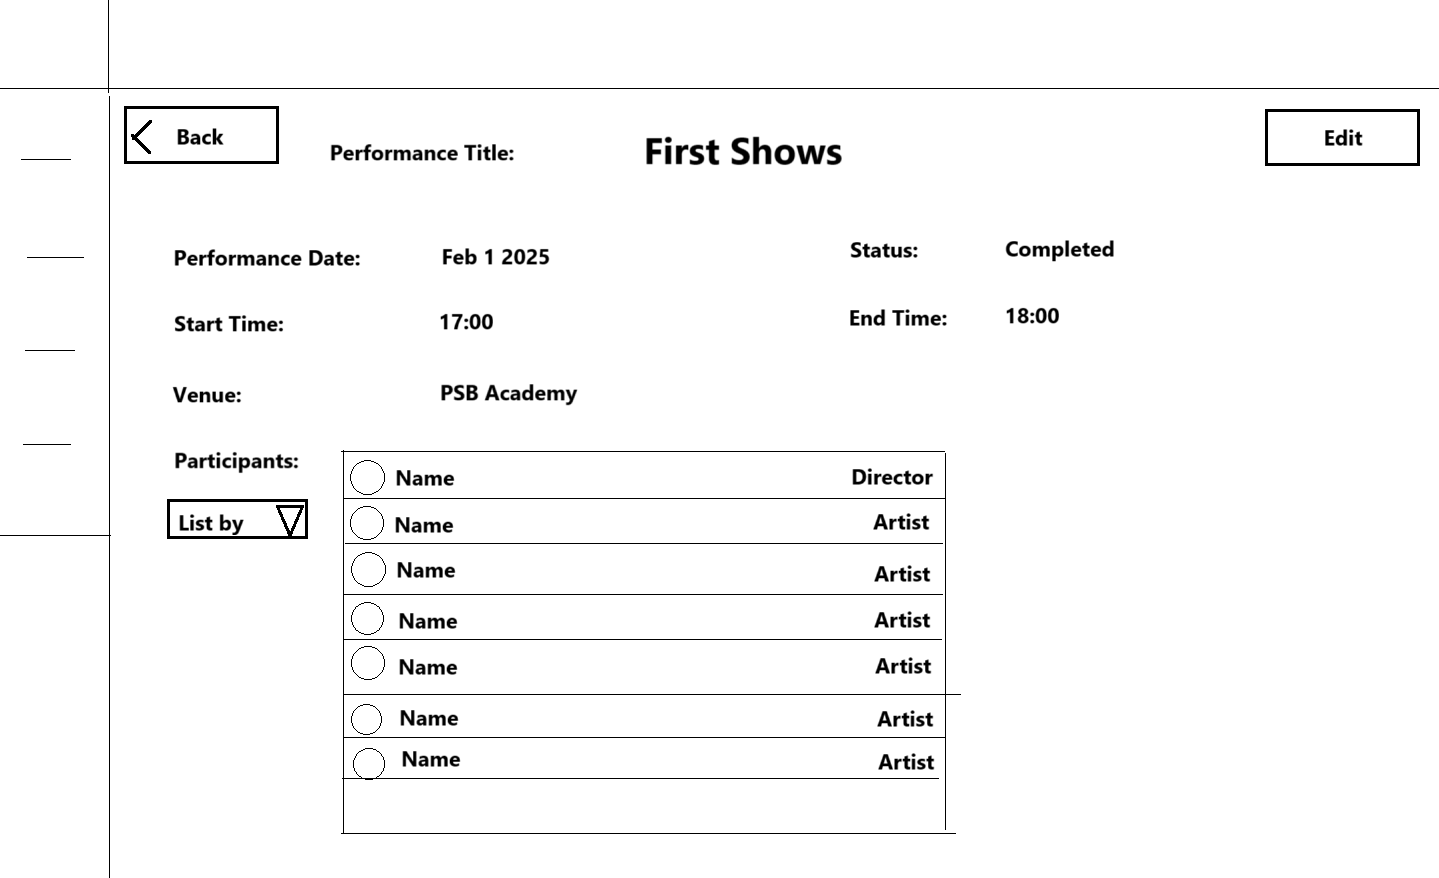 Back
Performance Title: First Shows
Edit
Performance Date: Feb 1 2025
Status: Completed
Start Time: 17:00
End Time: 18:00
Venue: PSB Academy
Participants:
List by
Name Director
Name Artist
Name Artist
Name Artist
Name Artist
Name Artist
Name Artist